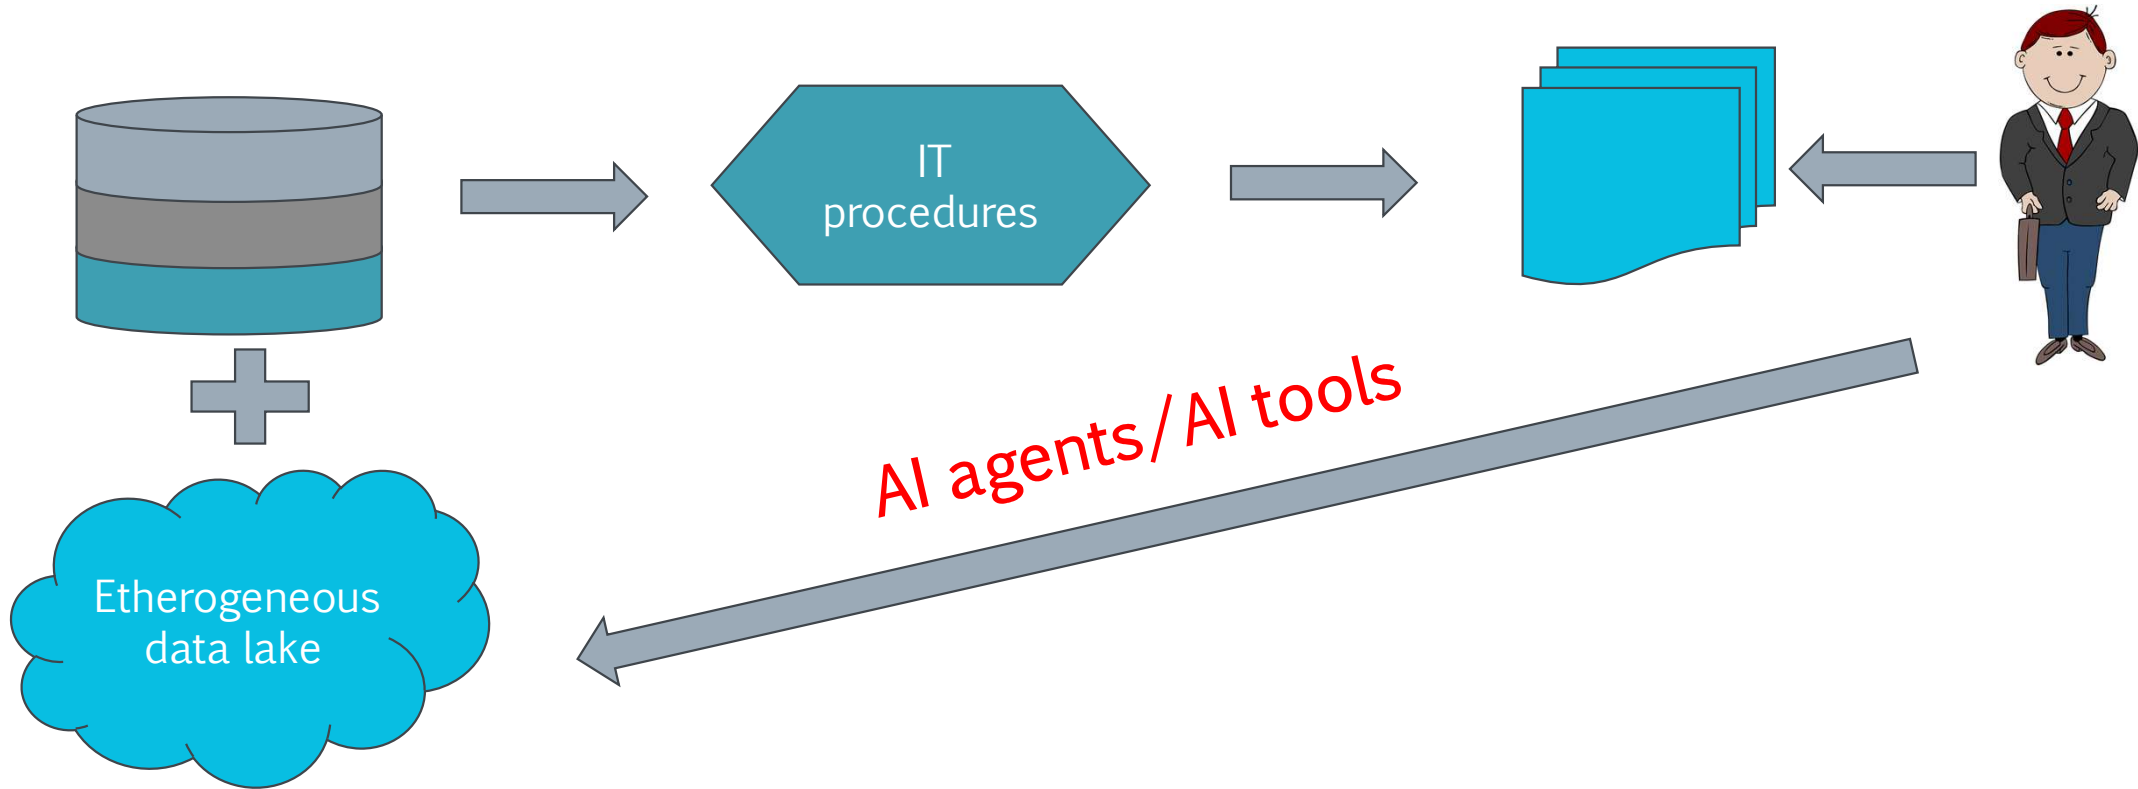 IT
procedures
AI agents/AI tools
Etherogeneous
data lake